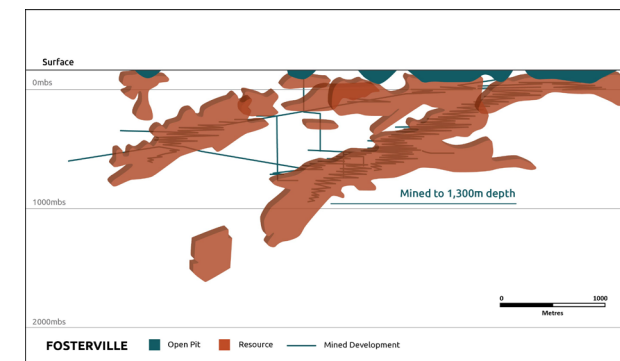 Surface
0mbs
Mined to 1,300m depth
1000mbs
0 1000
Metres
2000mbs
FOSTERVILLE Open Pit Resource Mined Development